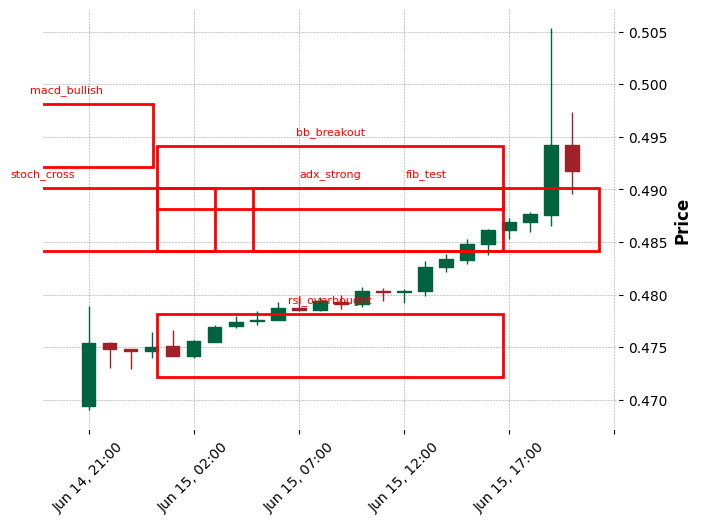 macd_bullish
bb_breakout
stoch_cross
adx_strong
fib_test
rsi_overbought
0.505
0.500
0.495
0.490
0.485
0.480
0.475
0.470
Price
Jun 14, 21:00
Jun 15, 02:00
Jun 15, 07:00
Jun 15, 12:00
Jun 15, 17:00